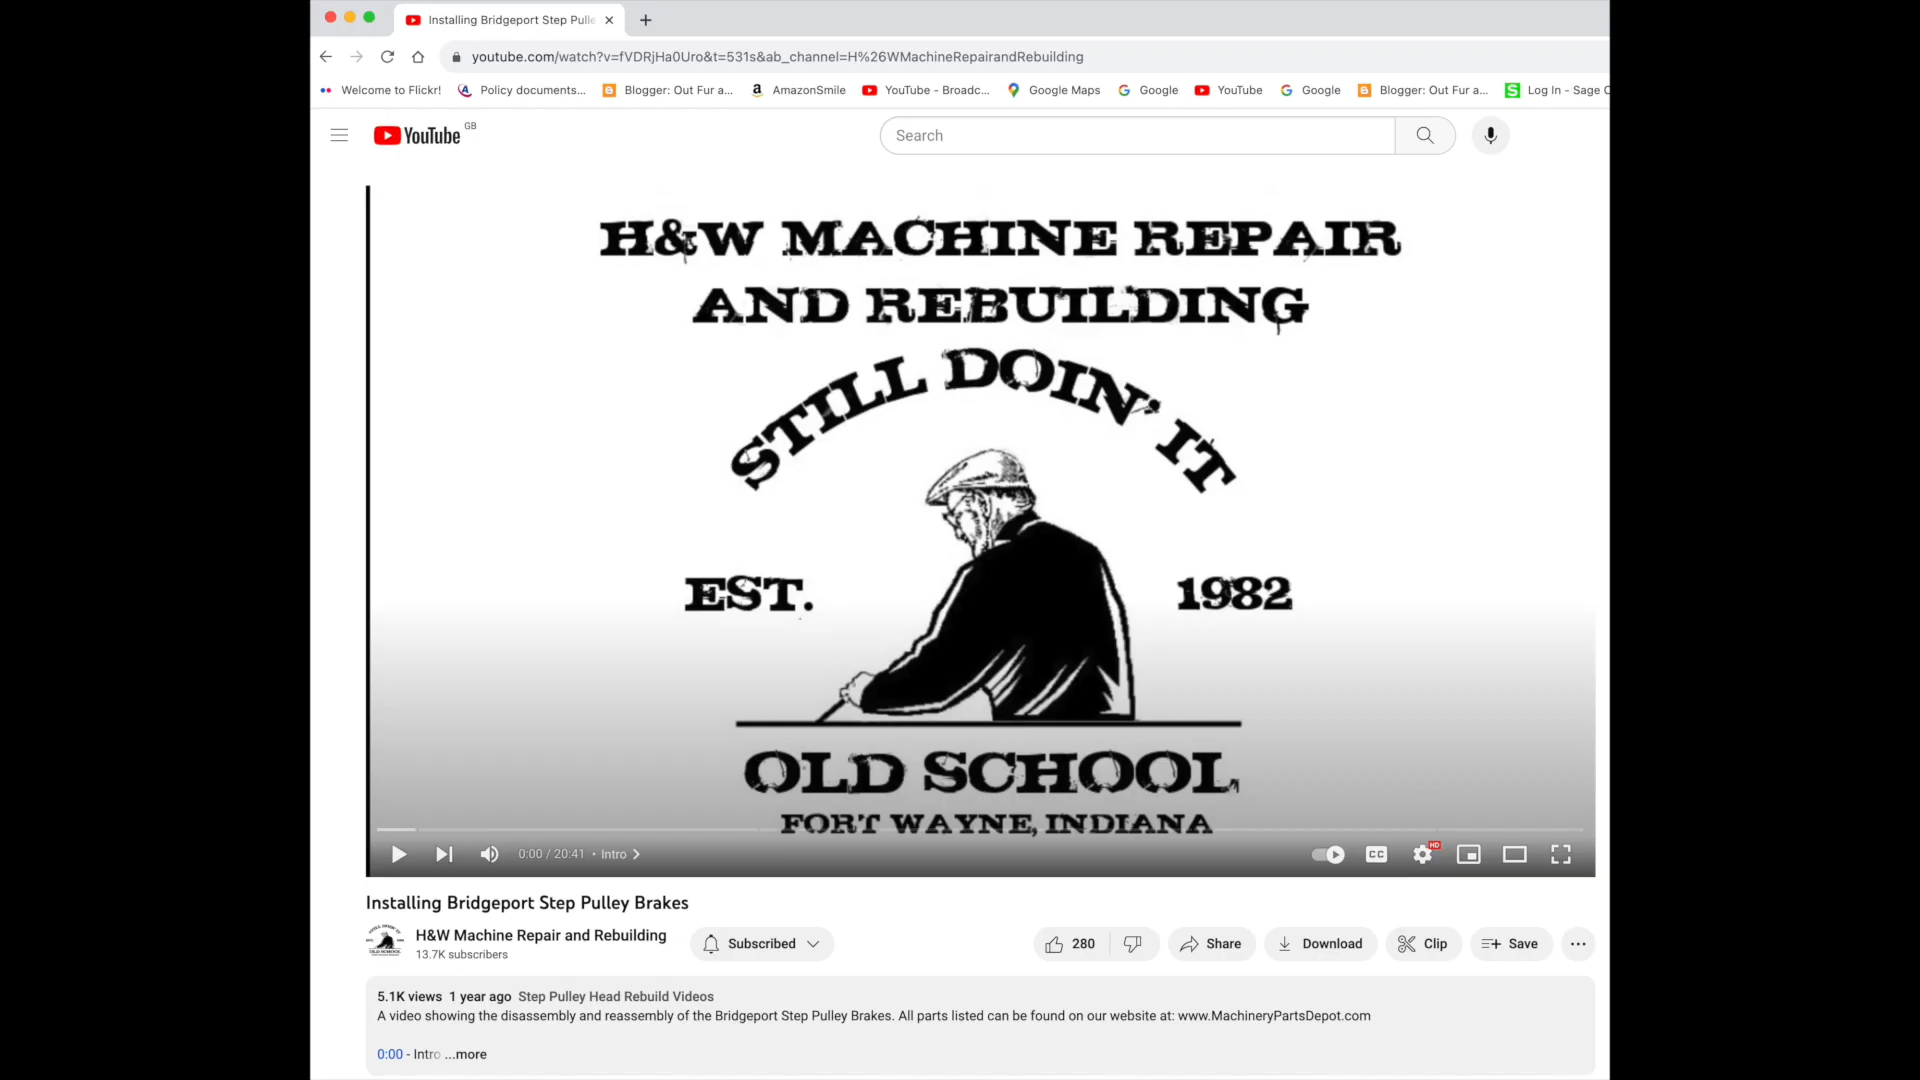 Installing Bridgeport Step Pulle
youtube.com/watch?v=fVDRjHa0Uro&t=531s&ab_channel=H%26WMachineRepairandRebuilding
Welcome to Flickr! Policy documents... Blogger: Out Fur a... AmazonSmile YouTube - Broadc... Google Maps Google YouTube Google Blogger: Out Fur a... Log In - Sage
YouTube GB
Search
H&W MACHINE REPAIR
AND REBUILDING
STILL DOIN' IT
EST. 1982
OLD SCHOOL
FORT WAYNE, INDIANA
0:00 / 20:41 • Intro
CC HD
Installing Bridgeport Step Pulley Brakes
H&W Machine Repair and Rebuilding
13.7K subscribers
Subscribed
280 Share Download Clip Save
5.1K views 1 year ago Step Pulley Head Rebuild Videos
A video showing the disassembly and reassembly of the Bridgeport Step Pulley Brakes. All parts listed can be found on our website at: www.MachineryPartsDepot.com
0:00 - Intro ...more